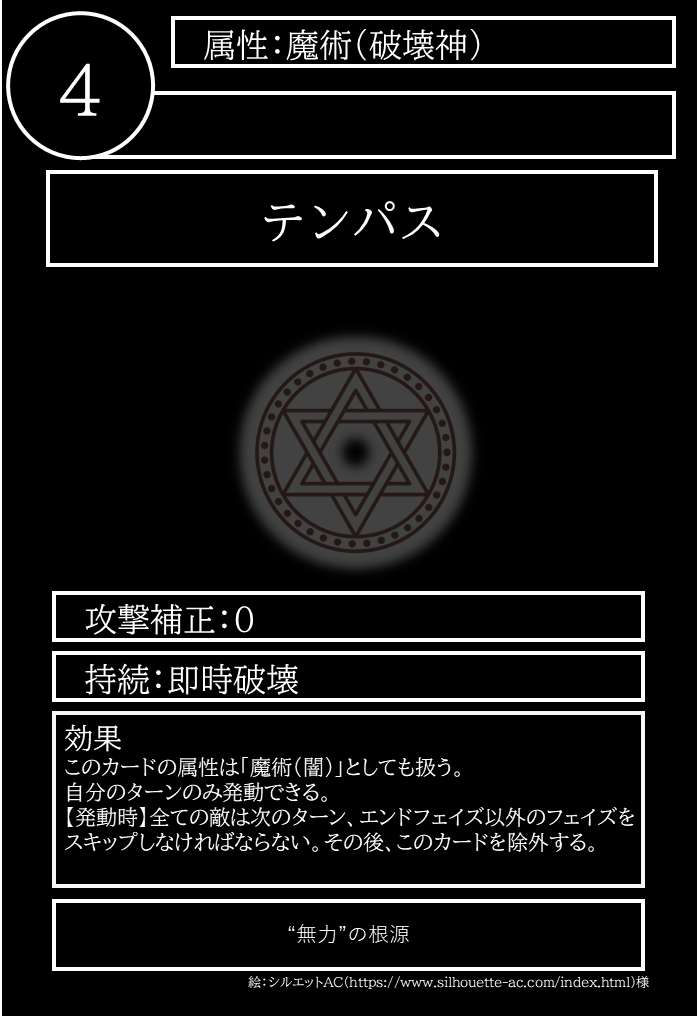 4
属性：魔術（破壊神）
テンパス
攻撃補正：0
持続：即時破壊
効果
このカードの属性は「魔術（闇）」としても扱う。
自分のターンのみ発動できる。
【発動時】全ての敵は次のターン、エンドフェイズ以外のフェイズを
スキップしなければならない。その後、このカードを除外する。
“無力”の根源
絵：シルエットAC(https://www.silhouette-ac.com/index.html)様